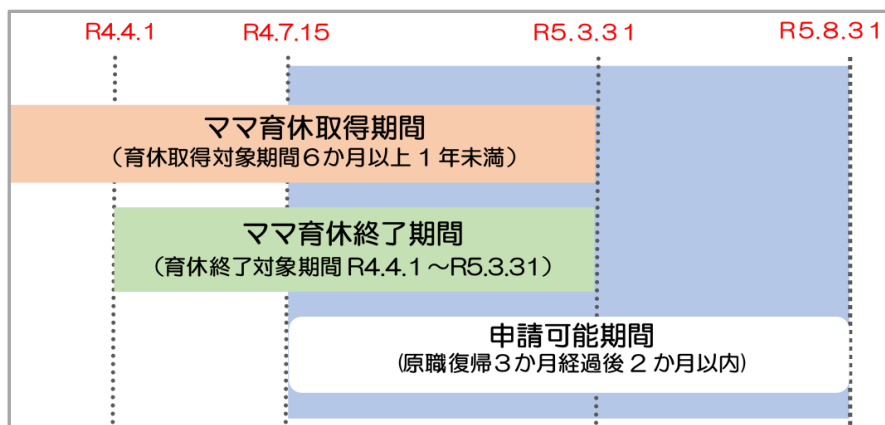 R4.4.1 R4.7.15 R5.3.31 R5.8.31
ママ育休取得期間
（育休取得対象期間６か月以上１年未満）
ママ育休終了期間
（育休終了対象期間R4.4.1～R5.3.31）
申請可能期間
(原職復帰３か月経過後２か月以内)